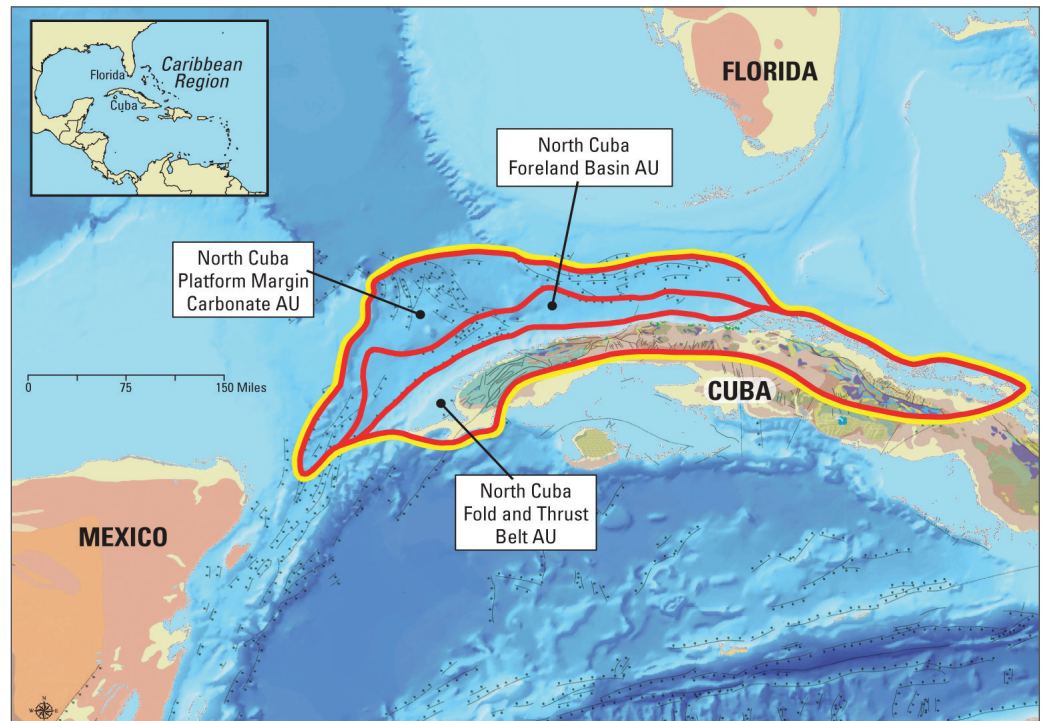 Caribbean
Region
Florida
Cuba
FLORIDA
North Cuba
Foreland Basin AU
North Cuba
Platform Margin
Carbonate AU
0 75 150 Miles
CUBA
North Cuba
Fold and Thrust
Belt AU
MEXICO
N
W E
S